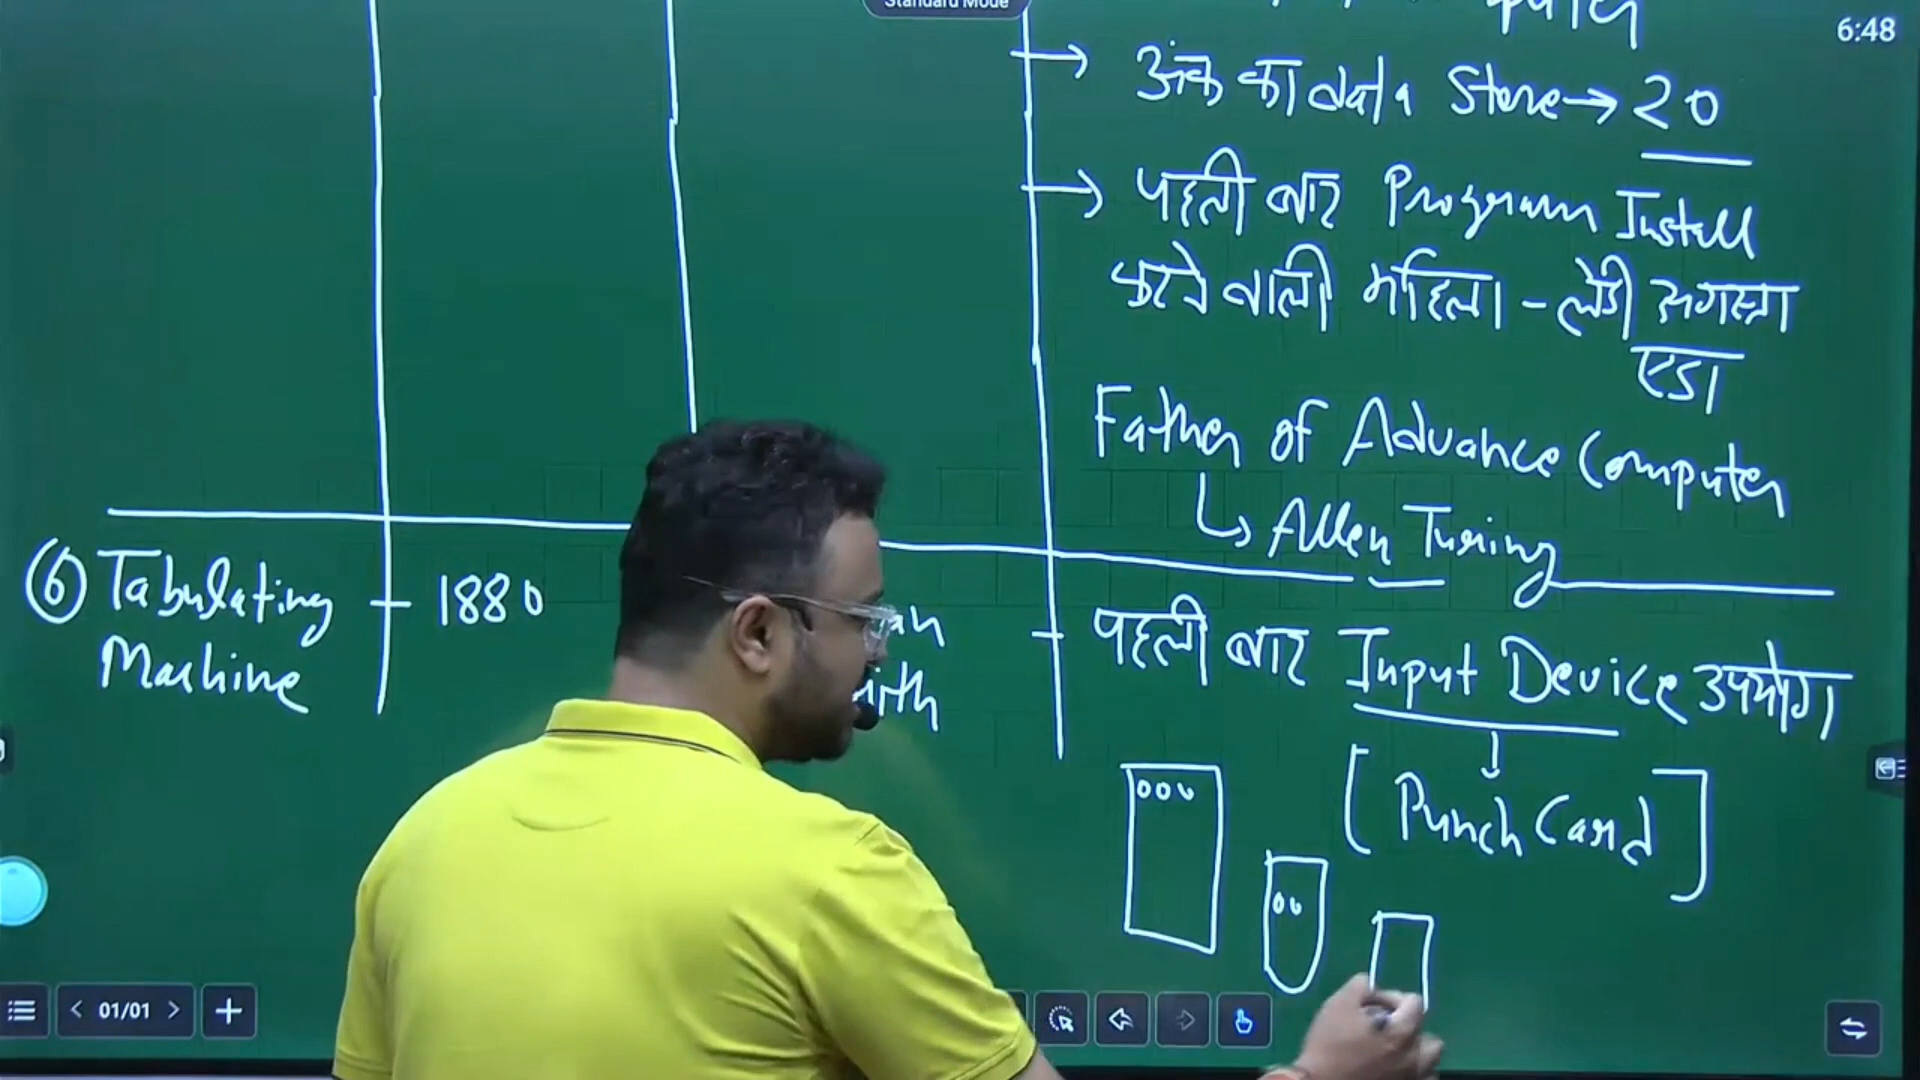 Standard Mode
6:48
→ अंक का data Store → 20
→ पहली बार Program Install
करने वाली महिला - लेडी अगस्ता
एडा
Father of Advance Computer
↳ Allen Turing
⑥ Tabulating
Machine
1880
पहली बार Input Device उपयोग
[Punch Card]
01/01